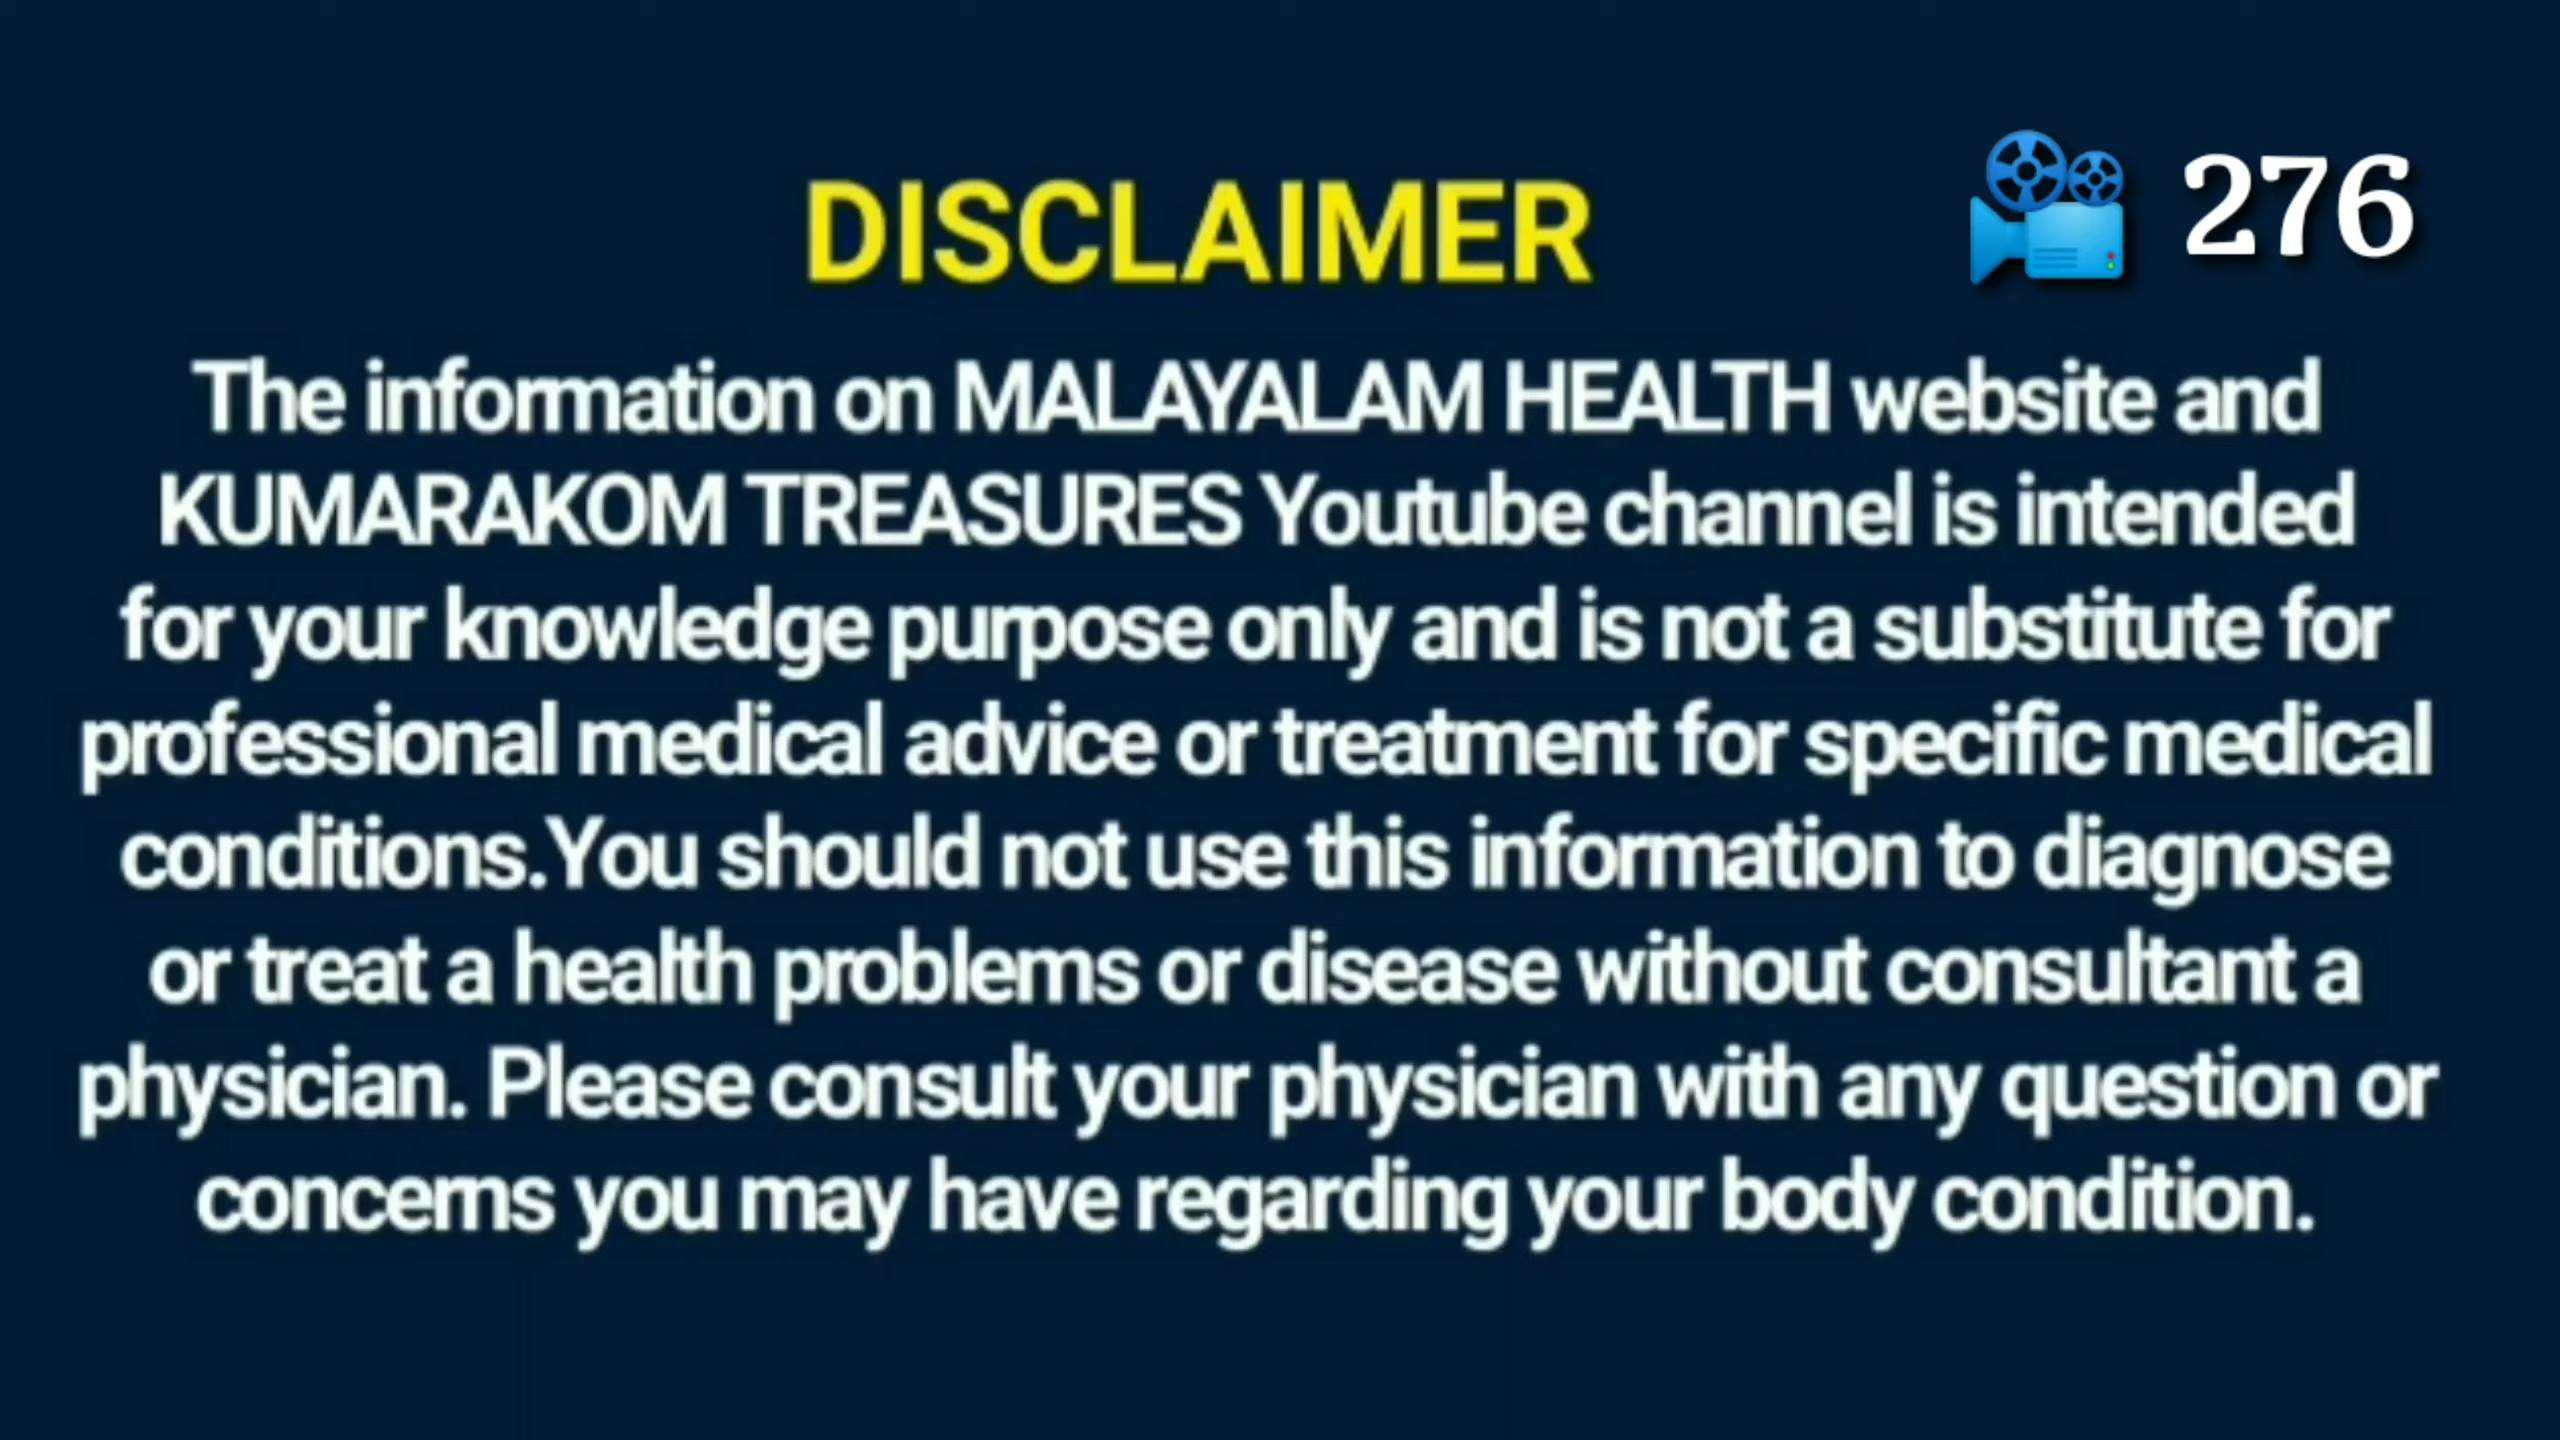 DISCLAIMER
276
The information on MALAYALAM HEALTH website and
KUMARAKOM TREASURES Youtube channel is intended
for your knowledge purpose only and is not a substitute for
professional medical advice or treatment for specific medical
conditions.You should not use this information to diagnose
or treat a health problems or disease without consultant a
physician. Please consult your physician with any question or
concerns you may have regarding your body condition.